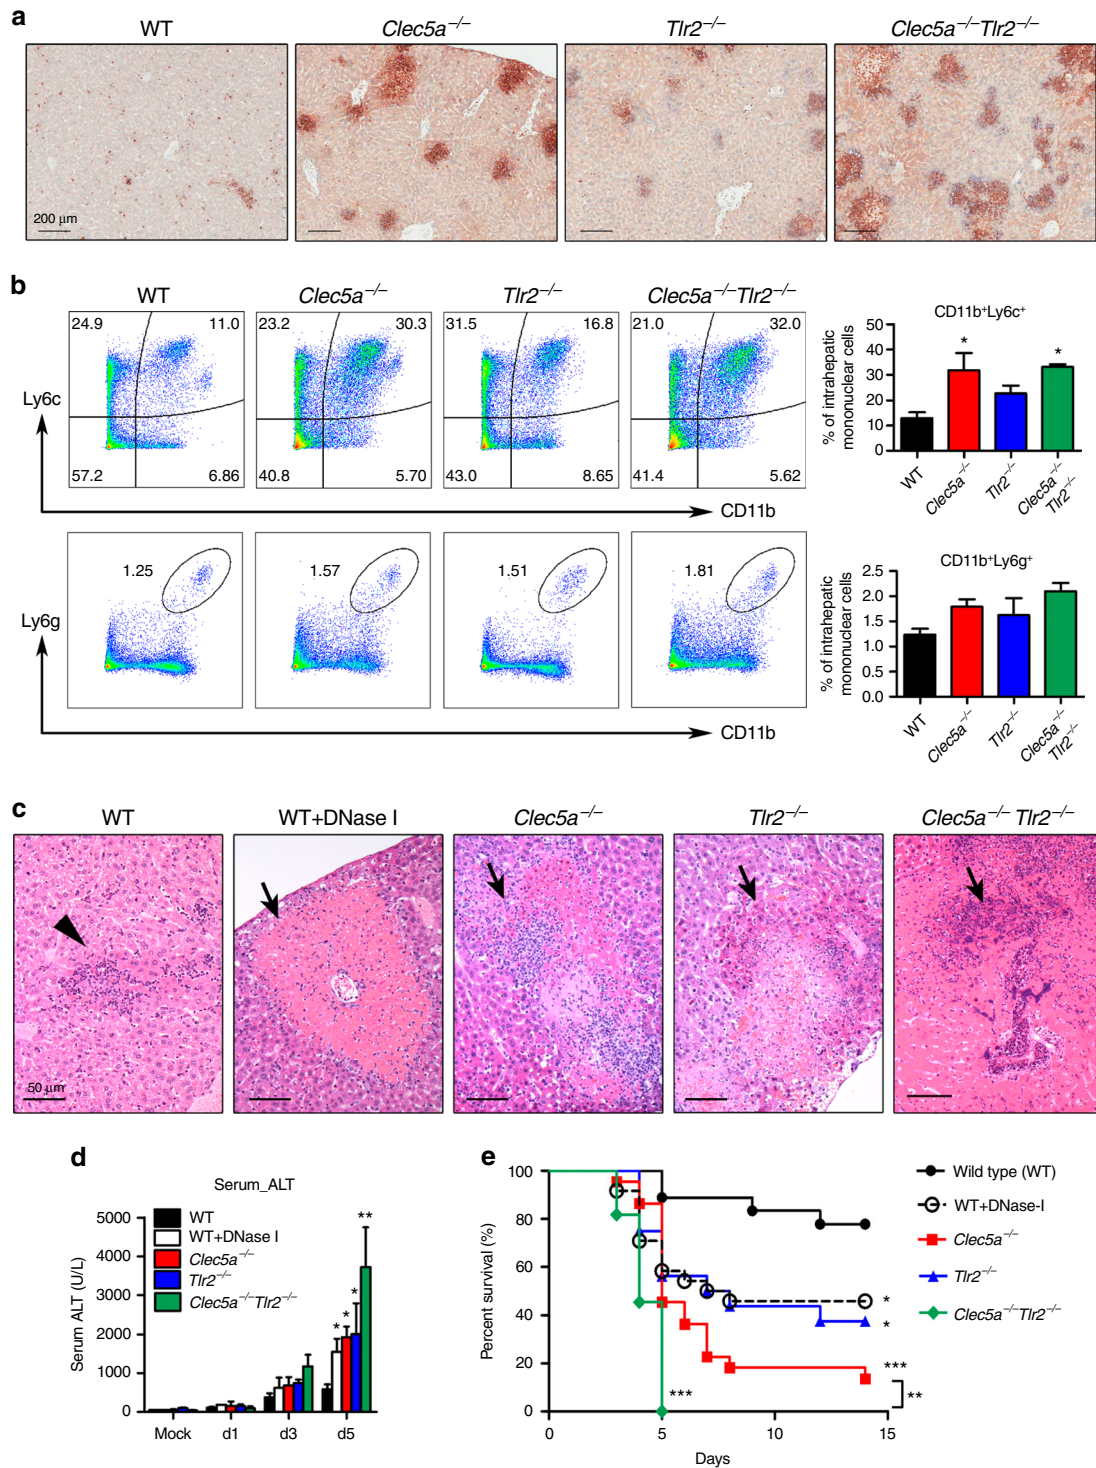 a
WT
Clec5a–/–
Tlr2–/–
Clec5a–/–Tlr2–/–
200 μm
b
WT
Clec5a–/–
Tlr2–/–
Clec5a–/–Tlr2–/–
24.9 11.0
23.2 30.3
31.5 16.8
21.0 32.0
57.2 6.86
40.8 5.70
43.0 8.65
41.4 5.62
Ly6c
CD11b
CD11b+Ly6c+
% of intrahepatic
mononuclear cells
50
40
30
20
10
0
* *
WT
Clec5a–/–
Tlr2–/–
Clec5a–/–
Tlr2–/–
1.25
1.57
1.51
1.81
Ly6g
CD11b
CD11b+Ly6g+
% of intrahepatic
mononuclear cells
2.5
2.0
1.5
1.0
0.5
0.0
WT
Clec5a–/–
Tlr2–/–
Clec5a–/–
Tlr2–/–
c
WT
WT+DNase I
Clec5a–/–
Tlr2–/–
Clec5a–/– Tlr2–/–
50 μm
d
Serum_ALT
Serum ALT (U/L)
5000
4000
3000
2000
1000
0
WT
WT+DNase I
Clec5a–/–
Tlr2–/–
Clec5a–/–Tlr2–/–
* * * **
Mock d1 d3 d5
e
Percent survival (%)
100
80
60
40
20
0
0 5 10 15
Days
***
*
*
***
**
Wild type (WT)
WT+DNase-I
Clec5a–/–
Tlr2–/–
Clec5a–/–Tlr2–/–